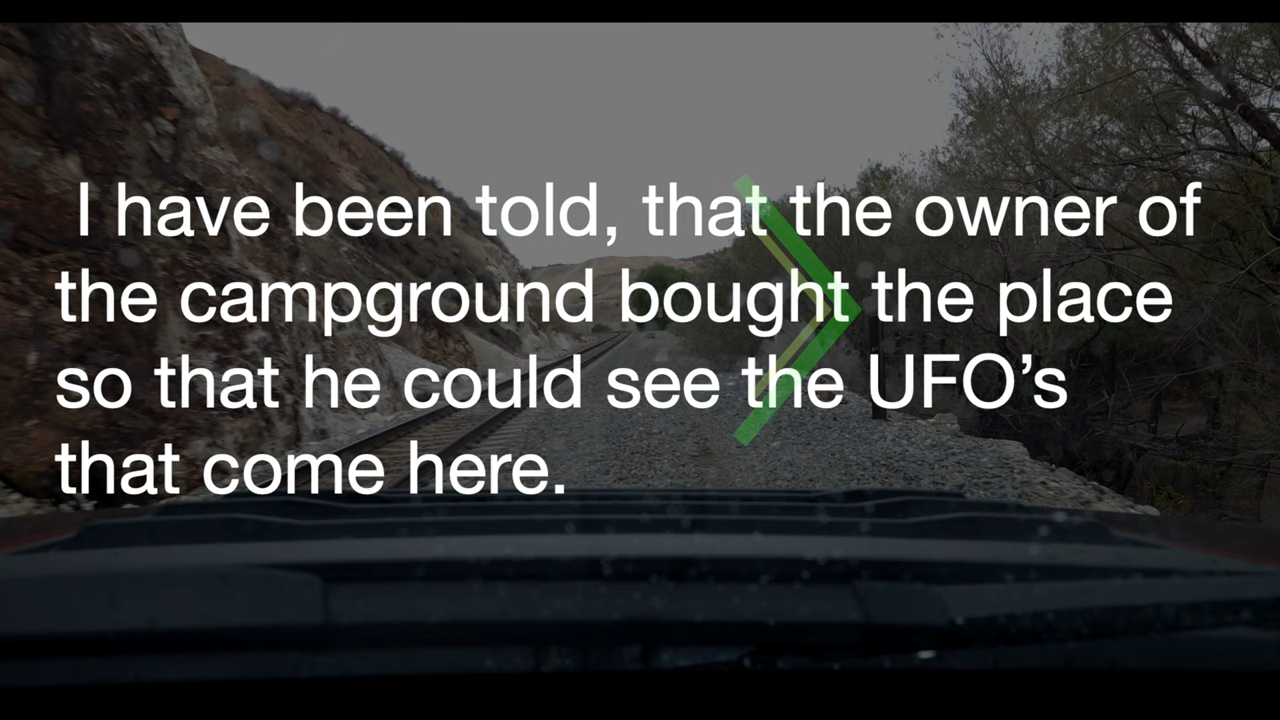 I have been told, that the owner of
the campground bought the place
so that he could see the UFO’s
that come here.